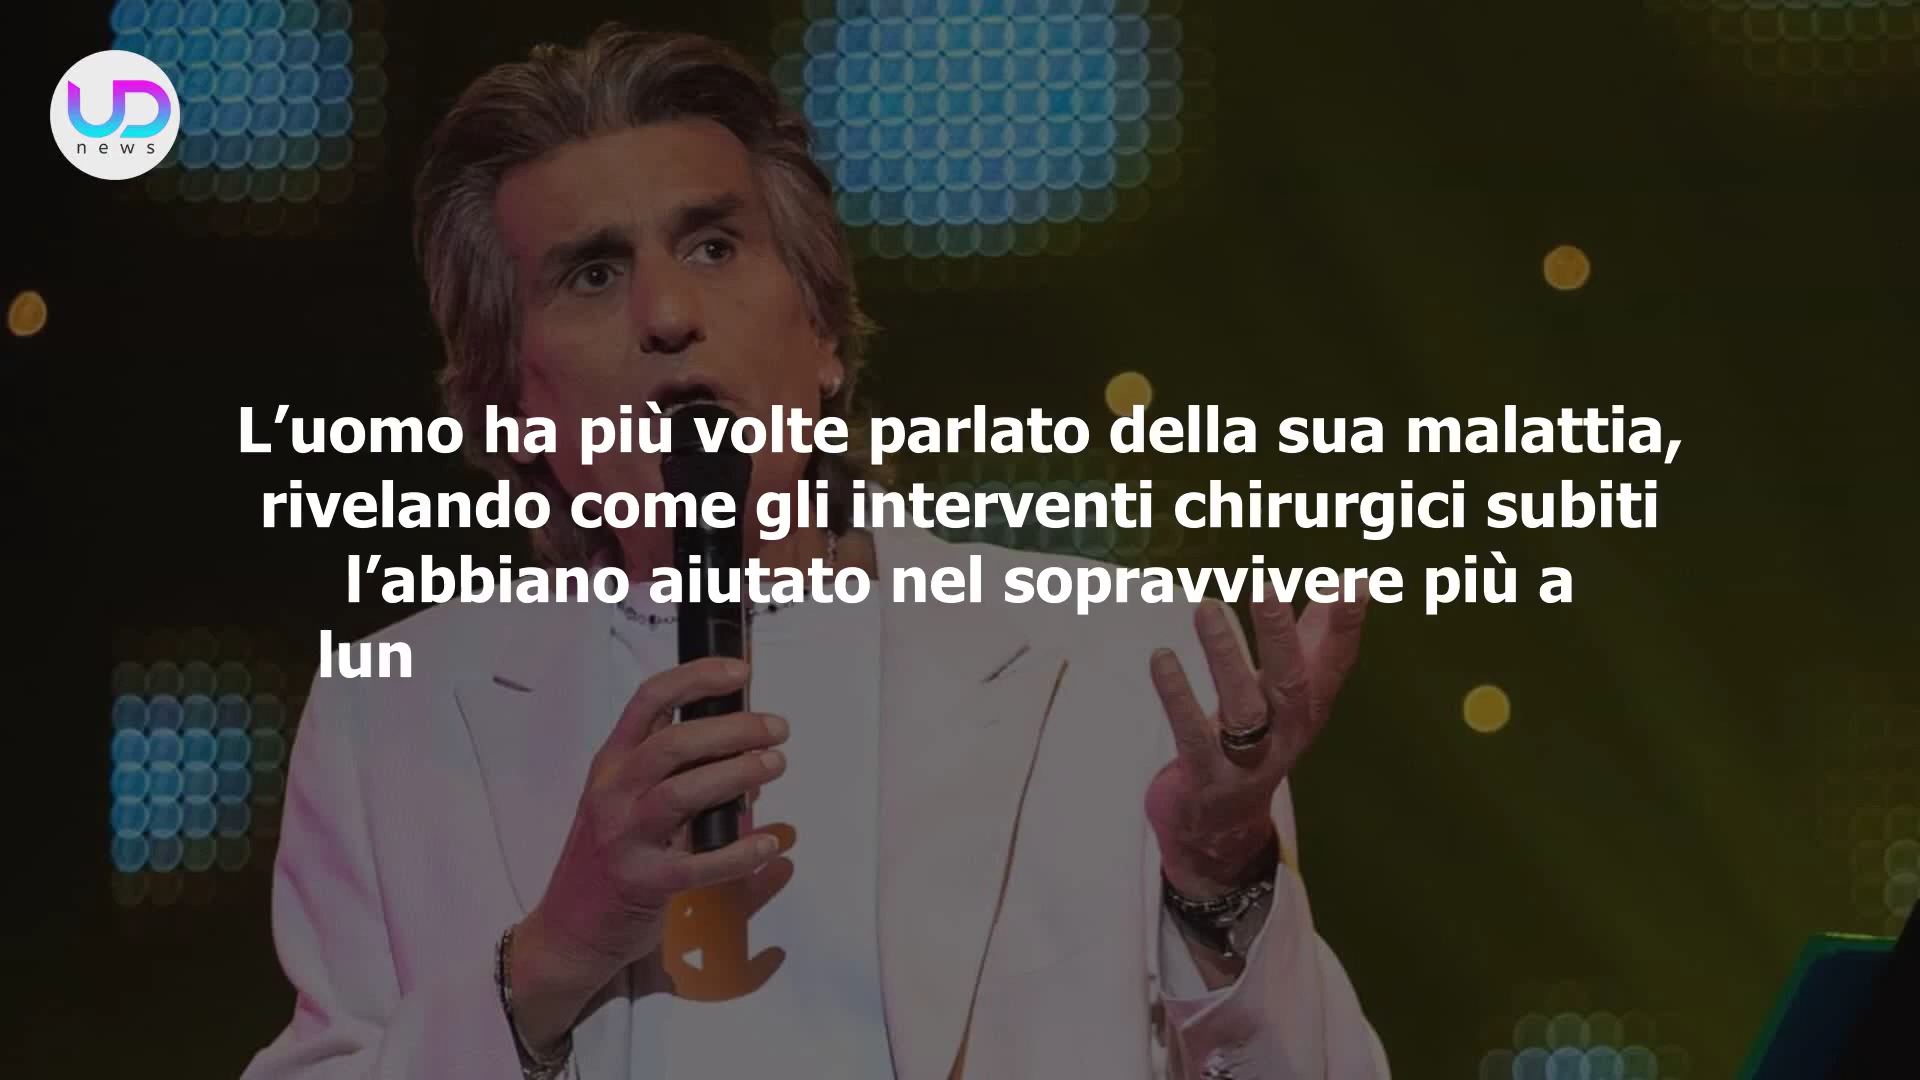 UD
news
L’uomo ha più volte parlato della sua malattia,
rivelando come gli interventi chirurgici subiti
l’abbiano aiutato nel sopravvivere più a
lun